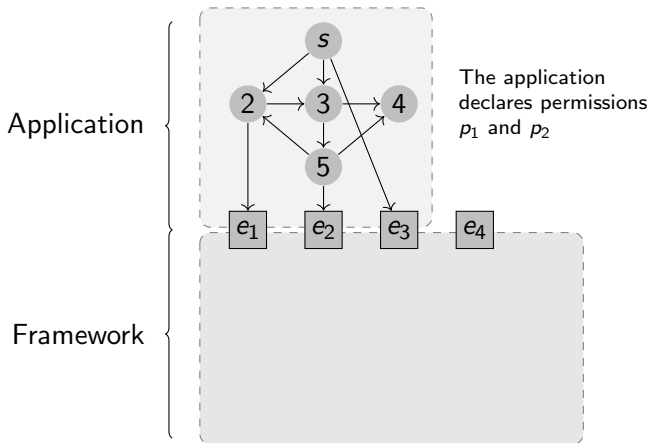 s
Application
2 3 4
The application
declares permissions
p₁ and p₂
5
e₁ e₂ e₃ e₄
Framework